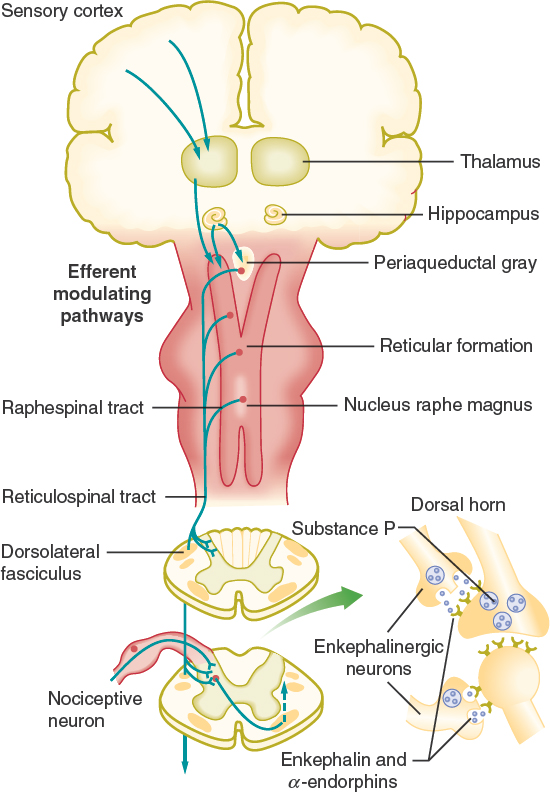 Sensory cortex
Thalamus
Hippocampus
Periaqueductal gray
Efferent
modulating
pathways
Reticular formation
Raphespinal tract
Nucleus raphe magnus
Reticulospinal tract
Dorsal horn
Substance P
Dorsolateral
fasciculus
Enkephalinergic
neurons
Nociceptive
neuron
Enkephalin and
α-endorphins